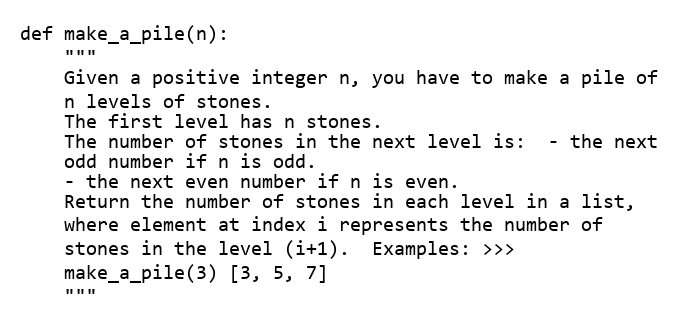 def make_a_pile(n):
"""
Given a positive integer n, you have to make a pile of
n levels of stones.
The first level has n stones.
The number of stones in the next level is:  - the next
odd number if n is odd.
- the next even number if n is even.
Return the number of stones in each level in a list,
where element at index i represents the number of
stones in the level (i+1).  Examples: >>>
make_a_pile(3) [3, 5, 7]
"""